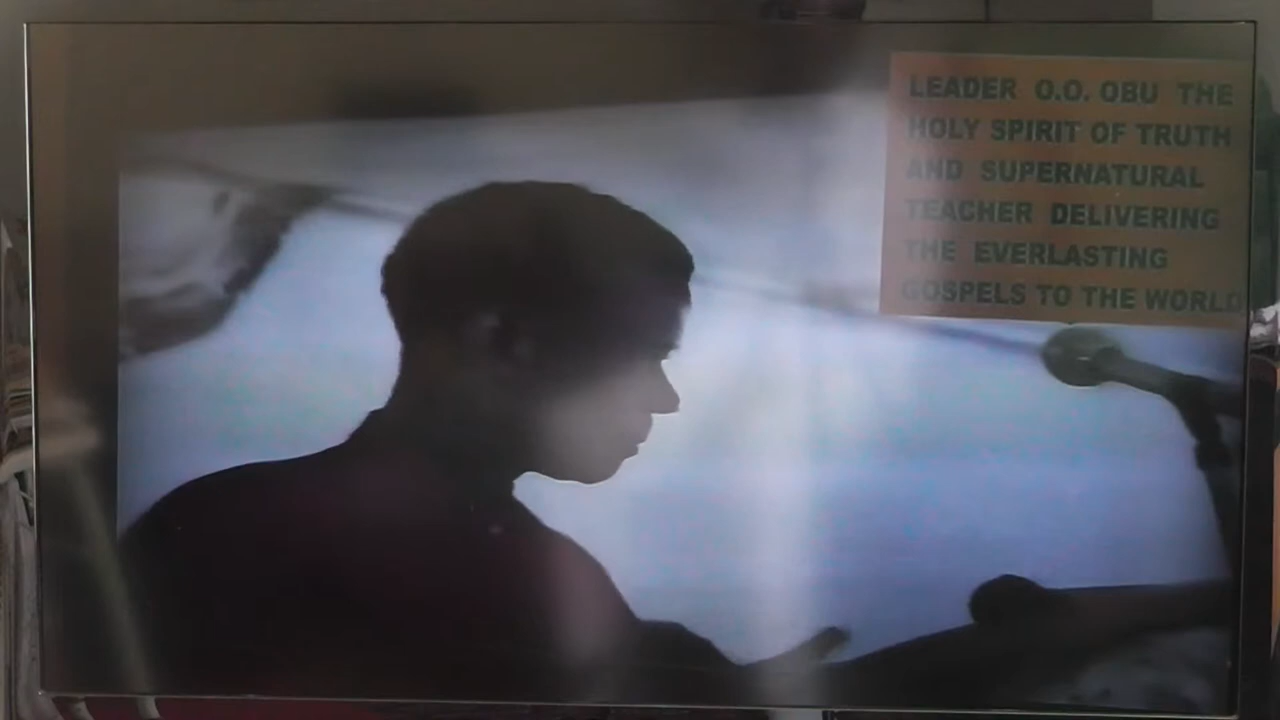 LEADER O.O. OBU THE
HOLY SPIRIT OF TRUTH
AND SUPERNATURAL
TEACHER DELIVERING
THE EVERLASTING
GOSPELS TO THE WORLD